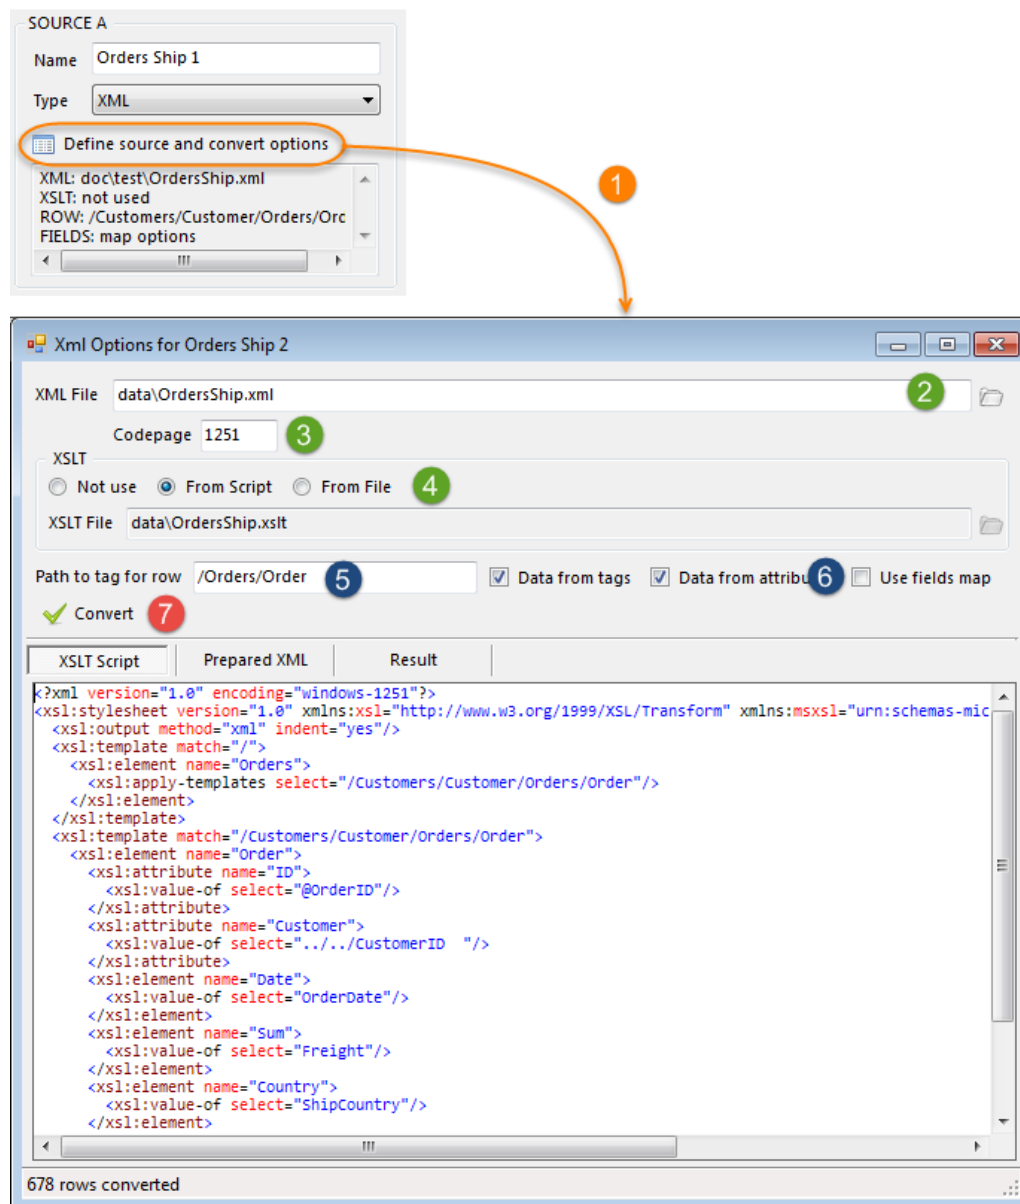 SOURCE A
Name Orders Ship 1
Type XML
Define source and convert options
XML: doc\test\OrdersShip.xml
XSLT: not used
ROW: /Customers/Customer/Orders/Orc
FIELDS: map options
1
Xml Options for Orders Ship 2
XML File data\OrdersShip.xml 2
Codepage 1251 3
XSLT
Not use From Script From File 4
XSLT File data\OrdersShip.xslt
Path to tag for row /Orders/Order 5 Data from tags Data from attribu 6 Use fields map
Convert 7
XSLT Script Prepared XML Result
<?xml version="1.0" encoding="windows-1251"?>
<xsl:stylesheet version="1.0" xmlns:xsl="http://www.w3.org/1999/XSL/Transform" xmlns:msxsl="urn:schemas-mic
<xsl:output method="xml" indent="yes"/>
<xsl:template match="/">
<xsl:element name="Orders">
<xsl:apply-templates select="/Customers/Customer/Orders/Order"/>
</xsl:element>
</xsl:template>
<xsl:template match="/Customers/Customer/Orders/Order">
<xsl:element name="Order">
<xsl:attribute name="ID">
<xsl:value-of select="@OrderID"/>
</xsl:attribute>
<xsl:attribute name="Customer">
<xsl:value-of select="../../CustomerID  "/>
</xsl:attribute>
<xsl:element name="Date">
<xsl:value-of select="OrderDate"/>
</xsl:element>
<xsl:element name="Sum">
<xsl:value-of select="Freight"/>
</xsl:element>
<xsl:element name="Country">
<xsl:value-of select="ShipCountry"/>
</xsl:element>
678 rows converted